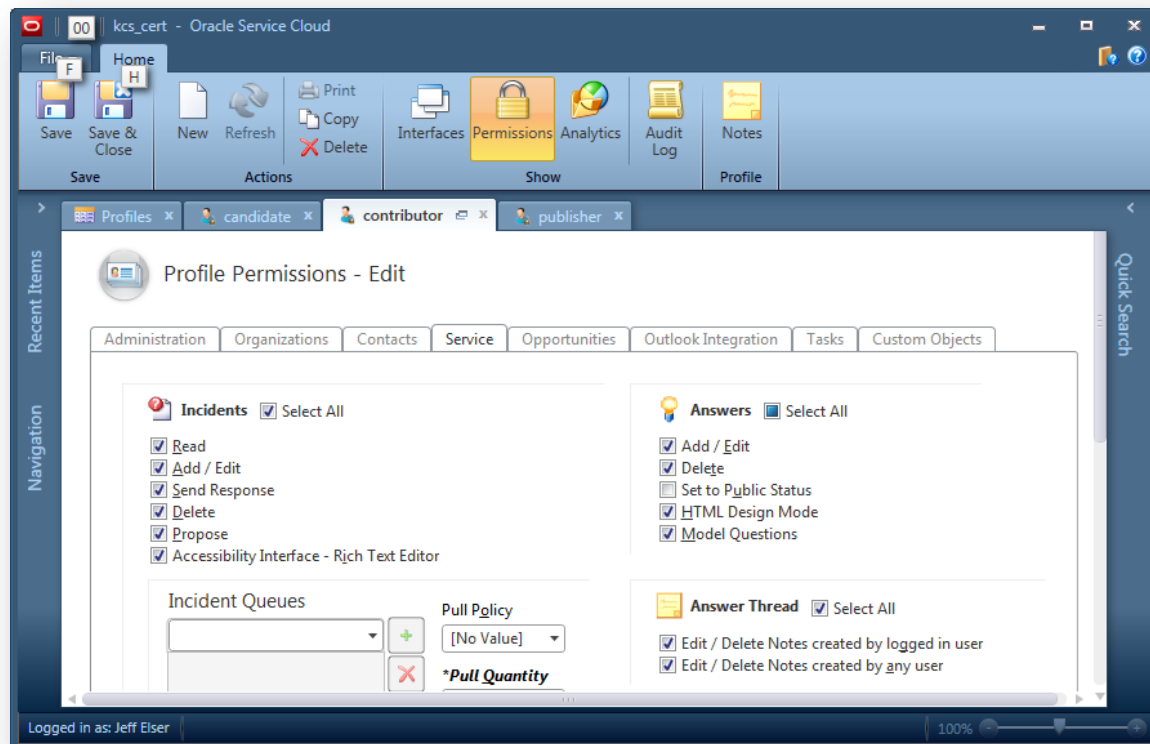 00 kcs_cert - Oracle Service Cloud
File F Home H
Save Save & Close New Refresh Print Copy Delete Interfaces Permissions Analytics Audit Log Notes
Save Actions Show Profile
Profiles x candidate x contributor x publisher x
Recent Items
Navigation
Quick Search
Profile Permissions - Edit
Administration Organizations Contacts Service Opportunities Outlook Integration Tasks Custom Objects
Incidents Select All
Read
Add / Edit
Send Response
Delete
Propose
Accessibility Interface - Rich Text Editor
Answers Select All
Add / Edit
Delete
Set to Public Status
HTML Design Mode
Model Questions
Incident Queues
Pull Policy
[No Value]
*Pull Quantity
Answer Thread Select All
Edit / Delete Notes created by logged in user
Edit / Delete Notes created by any user
Logged in as: Jeff Elser
100%